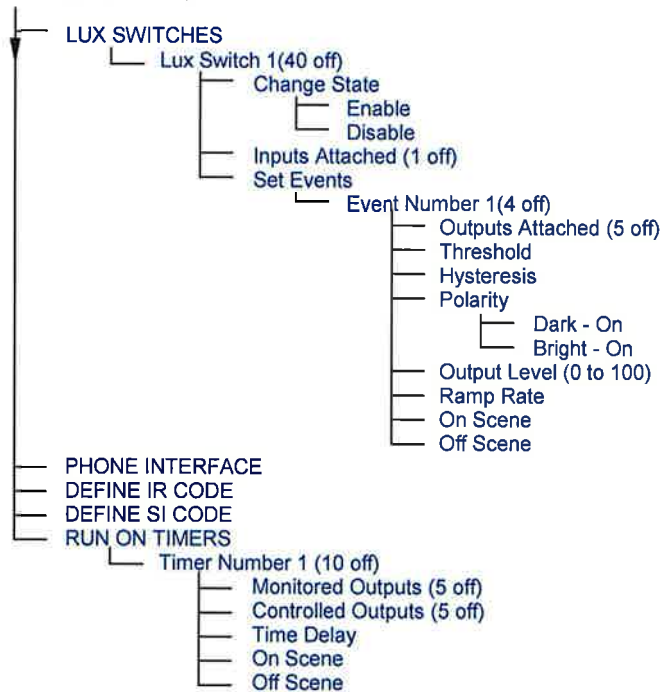 LUX SWITCHES
Lux Switch 1(40 off)
Change State
Enable
Disable
Inputs Attached (1 off)
Set Events
Event Number 1(4 off)
Outputs Attached (5 off)
Threshold
Hysteresis
Polarity
Dark - On
Bright - On
Output Level (0 to 100)
Ramp Rate
On Scene
Off Scene
PHONE INTERFACE
DEFINE IR CODE
DEFINE SI CODE
RUN ON TIMERS
Timer Number 1 (10 off)
Monitored Outputs (5 off)
Controlled Outputs (5 off)
Time Delay
On Scene
Off Scene